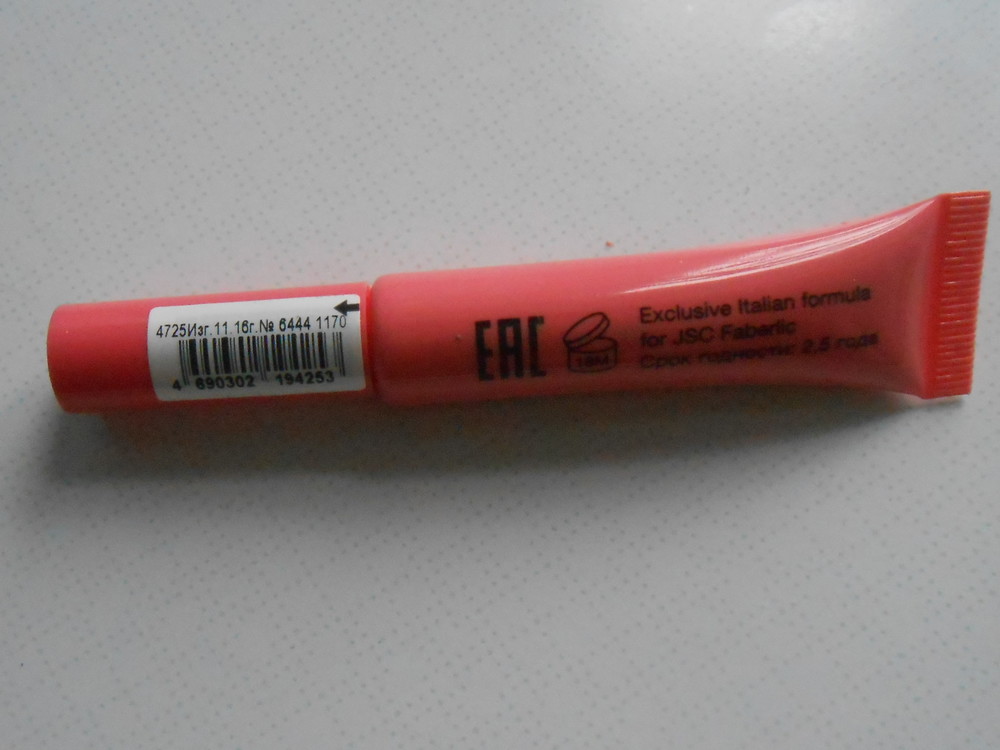 4725Изг.11.16г.№ 6444 1170
4 690302 194253
EAC
18M
Exclusive Italian formula
for JSC Faberlic
Срок годности: 2,5 года